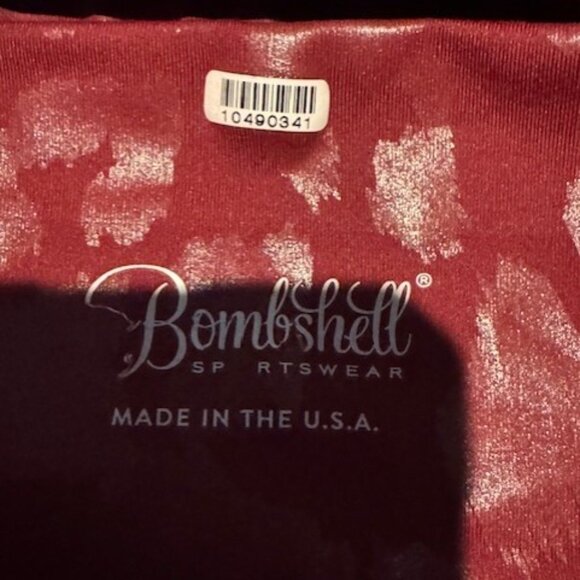 10490341
Bombshell®
SP RTSWEAR
MADE IN THE U.S.A.